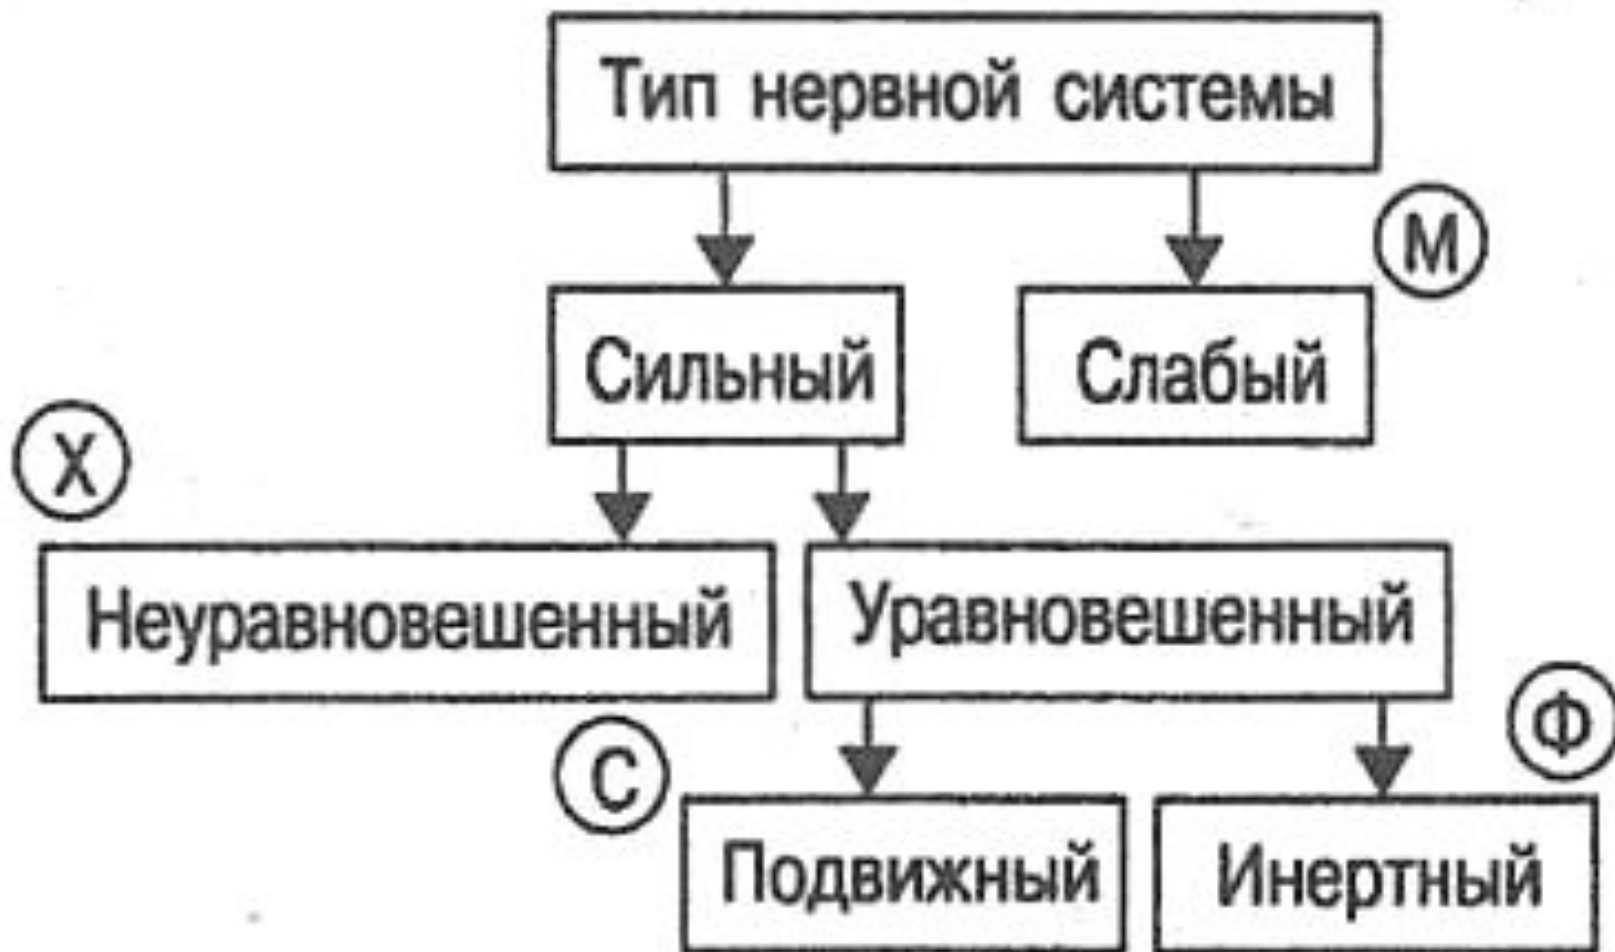 Тип нервной системы
М
Сильный
Слабый
Х
Неуравновешенный
Уравновешенный
Ф
С
Подвижный
Инертный